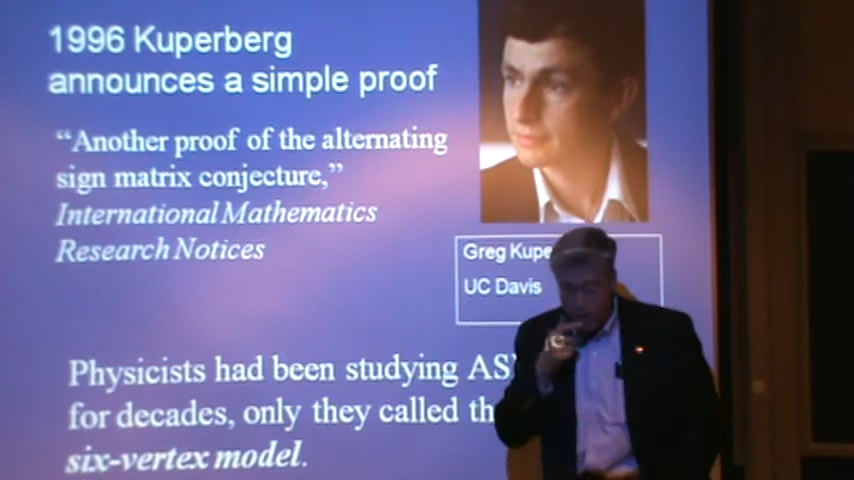 1996 Kuperberg
announces a simple proof
“Another proof of the alternating
sign matrix conjecture,”
International Mathematics
Research Notices
Greg
UC Davis
Physicists had been studying
for decades, only they called
six-vertex model.